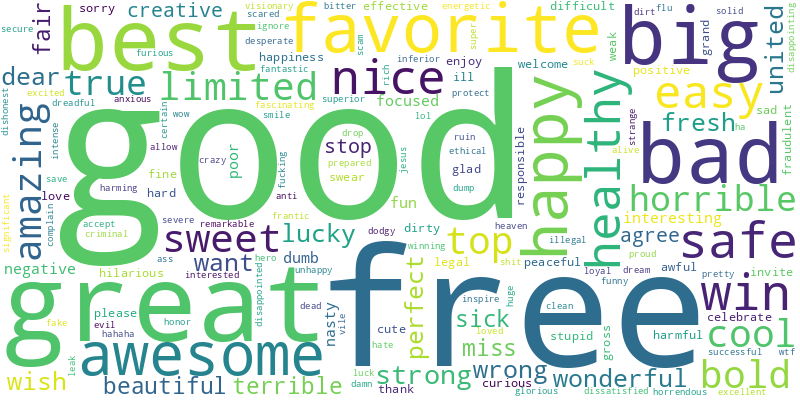 good
free
great
best
favorite
big
bad
awesome
happy
healthy
nice
true
limited
creative
fair
dear
amazing
sweet
lucky
top
want
horrible
safe
easy
fresh
united
agree
win
cool
bold
wonderful
wrong
strong
sick
miss
perfect
beautiful
terrible
wish
sorry
visionary
scared
ignore
bitter
effective
energetic
super
difficult
dirt
flu
solid
grand
disappointing
secure
furious
desperate
happiness
fantastic
scam
inferior
enjoy
welcome
suck
weak
positive
excited
anxious
dreadful
fascinating
superior
rich
focused
ill
protect
dishonest
certain
wow
smile
lol
strange
ha
sad
fraudulent
intense
allow
crazy
poor
drop
stop
prepared
swear
jesus
ruin
ethical
glad
dump
responsible
alive
save
love
harming
fine
hard
fucking
anti
fun
interesting
significant
complain
accept
criminal
severe
remarkable
frantic
dodgy
dirty
winning
heaven
illegal
proud
negative
hilarious
ass
interested
hero
dumb
unhappy
legal
shit
peaceful
loyal
dream
funny
awful
pretty
invite
disappointed
please
evil
hahaha
honor
dead
nasty
vile
cute
hate
inspire
huge
loved
clean
stupid
gross
harmful
celebrate
successful
wtf
fake
leak
luck
damn
thank
curious
glorious
dissatisfied
horrendous
excellent